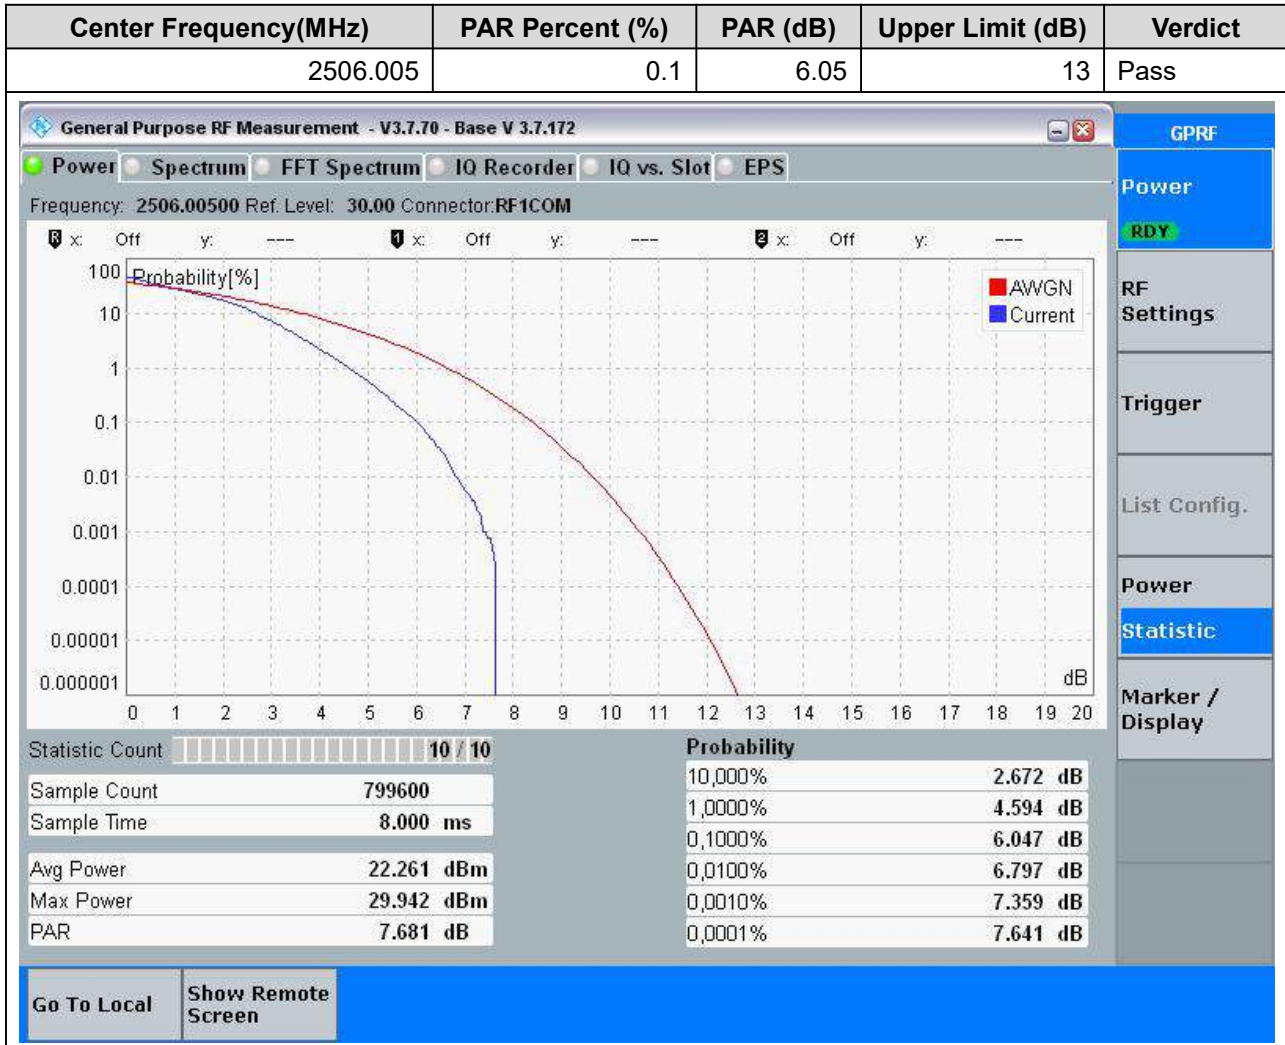 Center Frequency(MHz) PAR Percent (%) PAR (dB) Upper Limit (dB) Verdict
2506.005 0.1 6.05 13 Pass
General Purpose RF Measurement - V3.7.70 - Base V 3.7.172
GPRF
Power Spectrum FFT Spectrum IQ Recorder IQ vs. Slot EPS
Frequency: 2506.00500 Ref. Level: 30.00 Connector:RF1COM
R x: Off y: --- 1 x: Off y: --- 2 x: Off y: ---
Probability[%]
100
10
1
0.1
0.01
0.001
0.0001
0.00001
0.000001
AWGN
Current
dB
0 1 2 3 4 5 6 7 8 9 10 11 12 13 14 15 16 17 18 19 20
Statistic Count 10 / 10
Sample Count 799600
Sample Time 8.000 ms
Avg Power 22.261 dBm
Max Power 29.942 dBm
PAR 7.681 dB
Probability
10,000% 2.672 dB
1,0000% 4.594 dB
0,1000% 6.047 dB
0,0100% 6.797 dB
0,0010% 7.359 dB
0,0001% 7.641 dB
Power
RDY
RF
Settings
Trigger
List Config.
Power
Statistic
Marker /
Display
Go To Local
Show Remote
Screen